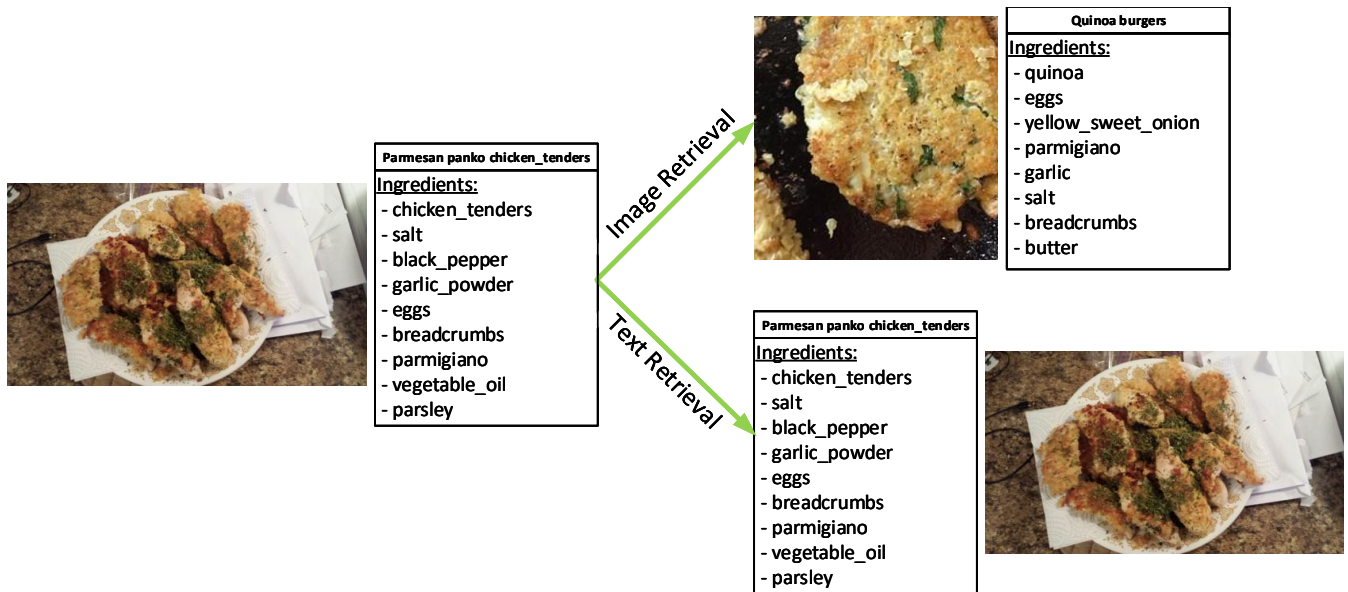 Parmesan panko chicken_tenders
Ingredients:
- chicken_tenders
- salt
- black_pepper
- garlic_powder
- eggs
- breadcrumbs
- parmigiano
- vegetable_oil
- parsley
Image Retrieval
Quinoa burgers
Ingredients:
- quinoa
- eggs
- yellow_sweet_onion
- parmigiano
- garlic
- salt
- breadcrumbs
- butter
Text Retrieval
Parmesan panko chicken_tenders
Ingredients:
- chicken_tenders
- salt
- black_pepper
- garlic_powder
- eggs
- breadcrumbs
- parmigiano
- vegetable_oil
- parsley